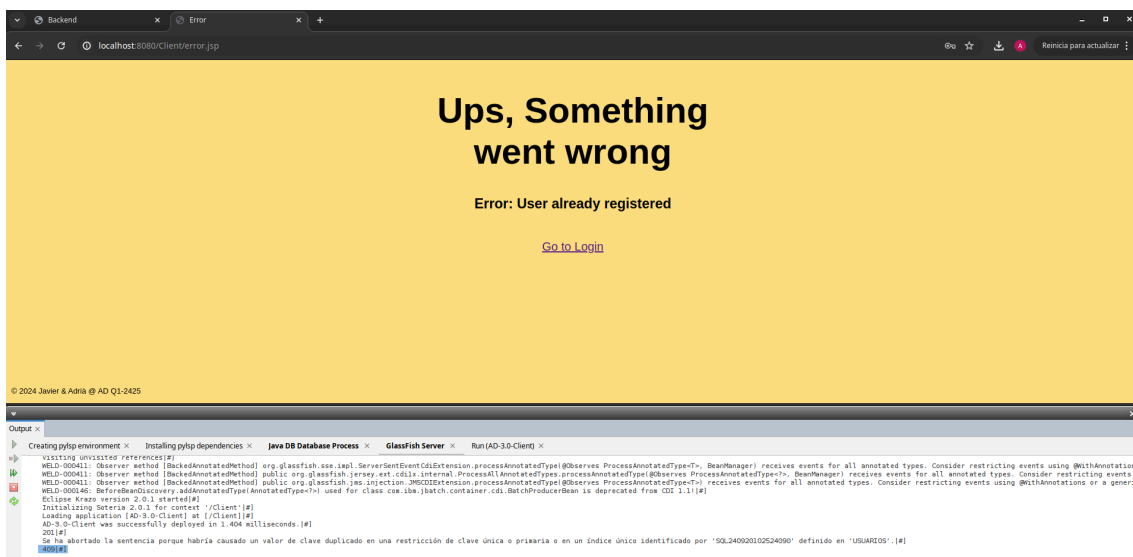 Backend
Error
localhost:8080/Client/error.jsp
A
Reinicia para actualizar
Ups, Something
went wrong
Error: User already registered
Go to Login
© 2024 Javier & Adrià @ AD Q1-2425
Output
Creating pylsp environment
Installing pylsp dependencies
Java DB Database Process
GlassFish Server
Run (AD-3.0-Client)
visiting unvisited references|#]
WELD-000411: Observer method [BackedAnnotatedMethod] org.glassfish.sse.impl.ServerSentEventCdiExtension.processAnnotatedType(@Observes ProcessAnnotatedType<T>, BeanManager) receives events for all annotated types. Consider restricting events using @WithAnnotation
WELD-000411: Observer method [BackedAnnotatedMethod] public org.glassfish.jersey.ext.cdi1x.internal.ProcessAllAnnotatedTypes.processAnnotatedType(@Observes ProcessAnnotatedType<?>, BeanManager) receives events for all annotated types. Consider restricting events
WELD-000411: Observer method [BackedAnnotatedMethod] public org.glassfish.jms.injection.JMSCDIExtension.processAnnotatedType(@Observes ProcessAnnotatedType<T>) receives events for all annotated types. Consider restricting events using @WithAnnotations or a generi
WELD-000146: BeforeBeanDiscovery.addAnnotatedType(AnnotatedType<?>) used for class com.ibm.jbatch.container.cdi.BatchProducerBean is deprecated from CDI 1.1!|#]
Eclipse Krazo version 2.0.1 started|#]
Initializing Soteria 2.0.1 for context '/Client'|#]
Loading application [AD-3.0-Client] at [/Client]|#]
AD-3.0-Client was successfully deployed in 1.404 milliseconds.|#]
201|#]
Se ha abortado la sentencia porque habría causado un valor de clave duplicado en una restricción de clave única o primaria o en un índice único identificado por 'SQL240920102524090' definido en 'USUARIOS'.|#]
409|#]